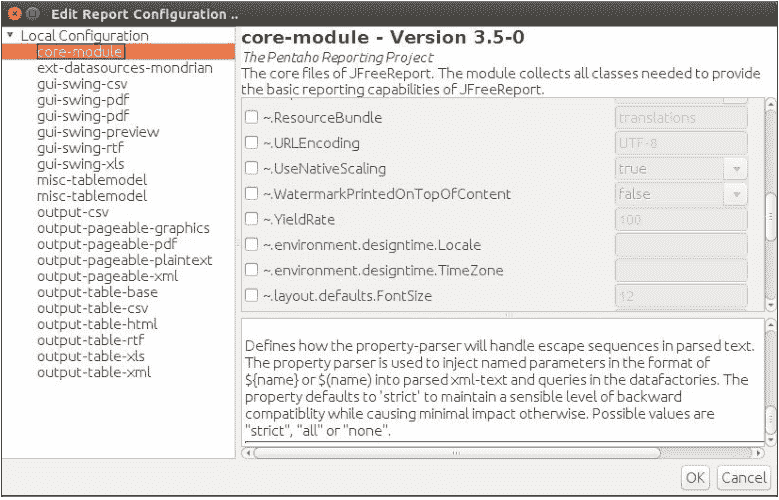 Edit Report Configuration ..
Local Configuration
core-module
ext-datasources-mondrian
gui-swing-csv
gui-swing-pdf
gui-swing-pdf
gui-swing-preview
gui-swing-rtf
gui-swing-xls
misc-tablemodel
misc-tablemodel
output-csv
output-pageable-graphics
output-pageable-pdf
output-pageable-plaintext
output-pageable-xml
output-table-base
output-table-csv
output-table-html
output-table-rtf
output-table-xls
output-table-xml
core-module - Version 3.5-0
The Pentaho Reporting Project
The core files of JFreeReport. The module collects all classes needed to provide
the basic reporting capabilities of JFreeReport.
~.ResourceBundle translations
~.URLEncoding UTF-8
~.UseNativeScaling true
~.WatermarkPrintedOnTopOfContent false
~.YieldRate 100
~.environment.designtime.Locale
~.environment.designtime.TimeZone
~.layout.defaults.FontSize 12
Defines how the property-parser will handle escape sequences in parsed text.
The property parser is used to inject named parameters in the format of
${name} or $(name) into parsed xml-text and queries in the datafactories. The
property defaults to 'strict' to maintain a sensible level of backward
compatiblity while causing minimal impact otherwise. Possible values are
"strict", "all" or "none".
OK Cancel